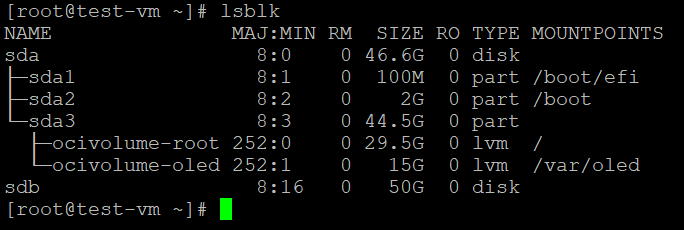 [root@test-vm ~]# lsblk
NAME                MAJ:MIN RM  SIZE RO TYPE MOUNTPOINTS
sda                   8:0    0 46.6G  0 disk
├─sda1                8:1    0  100M  0 part /boot/efi
├─sda2                8:2    0    2G  0 part /boot
└─sda3                8:3    0 44.5G  0 part
  ├─ocivolume-root  252:0    0 29.5G  0 lvm  /
  └─ocivolume-oled  252:1    0   15G  0 lvm  /var/oled
sdb                   8:16   0   50G  0 disk
[root@test-vm ~]#